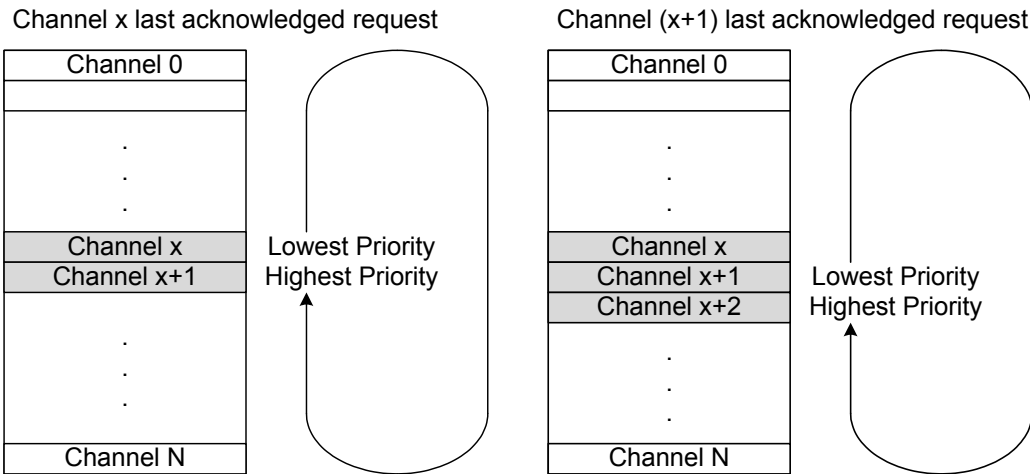 Channel x last acknowledged request
Channel 0
.
.
.
Channel x
Channel x+1
.
.
.
Channel N
Lowest Priority
Highest Priority
Channel (x+1) last acknowledged request
Channel 0
.
.
.
Channel x
Channel x+1
Channel x+2
.
.
.
Channel N
Lowest Priority
Highest Priority